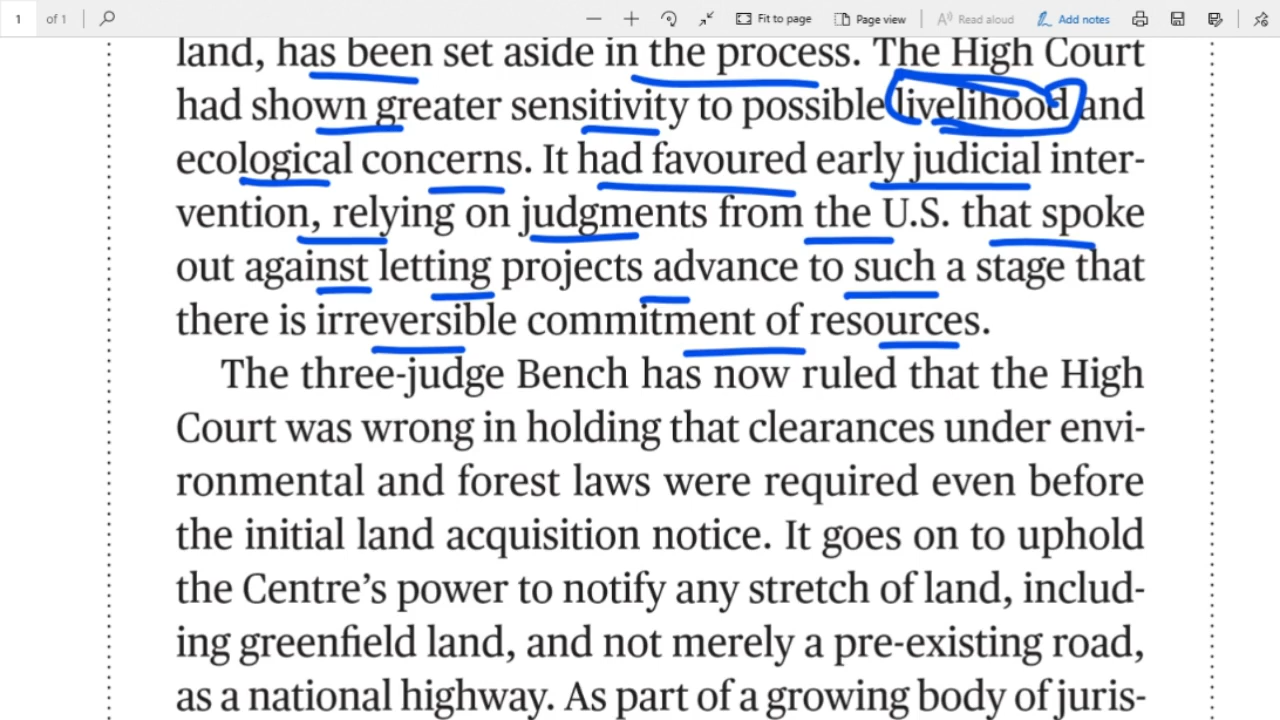 1 of 1 Fit to page Page view Read aloud Add notes
land, has been set aside in the process. The High Court
had shown greater sensitivity to possible livelihood and
ecological concerns. It had favoured early judicial inter-
vention, relying on judgments from the U.S. that spoke
out against letting projects advance to such a stage that
there is irreversible commitment of resources.
The three-judge Bench has now ruled that the High
Court was wrong in holding that clearances under envi-
ronmental and forest laws were required even before
the initial land acquisition notice. It goes on to uphold
the Centre’s power to notify any stretch of land, includ-
ing greenfield land, and not merely a pre-existing road,
as a national highway. As part of a growing body of juris-